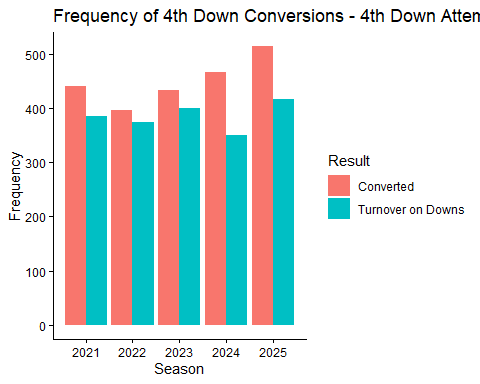 Frequency of 4th Down Conversions - 4th Down Attem
500
400
300
200
100
0
Frequency
2021 2022 2023 2024 2025
Season
Result
Converted
Turnover on Downs